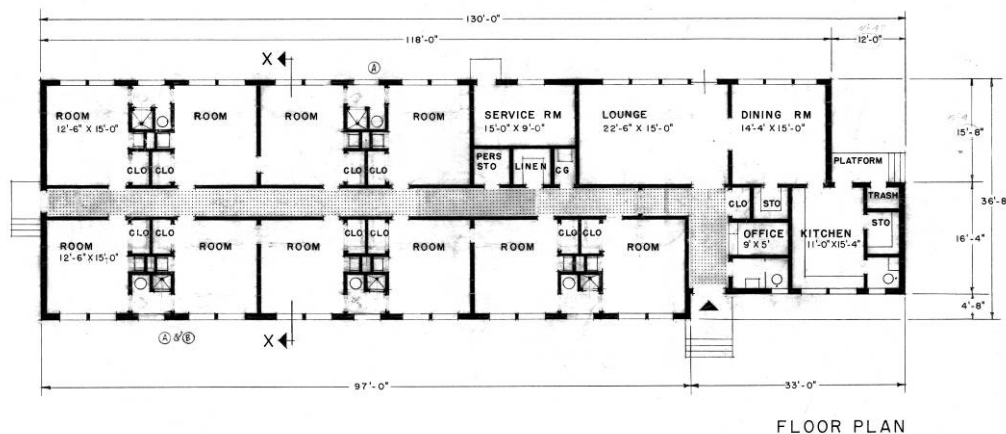 130'-0"
118'-0"
12'-0"
X
A
ROOM
12'-6" X 15'-0"
ROOM
ROOM
ROOM
SERVICE RM
15'-0" X 9'-0"
LOUNGE
22'-6" X 15'-0"
DINING RM
14'-4" X 15'-0"
15'-8"
CLO
CLO
CLO
CLO
PERS
STO
LINEN
CG
PLATFORM
36'-8
CLO
STO
TRASH
ROOM
12'-6" X 15'-0"
CLO
CLO
ROOM
ROOM
CLO
CLO
ROOM
ROOM
CLO
CLO
ROOM
OFFICE
9' X 5'
KITCHEN
11'-0" X 15'-4"
STO
16'-4"
4'-8"
A & B
X
97'-0"
33'-0"
FLOOR PLAN